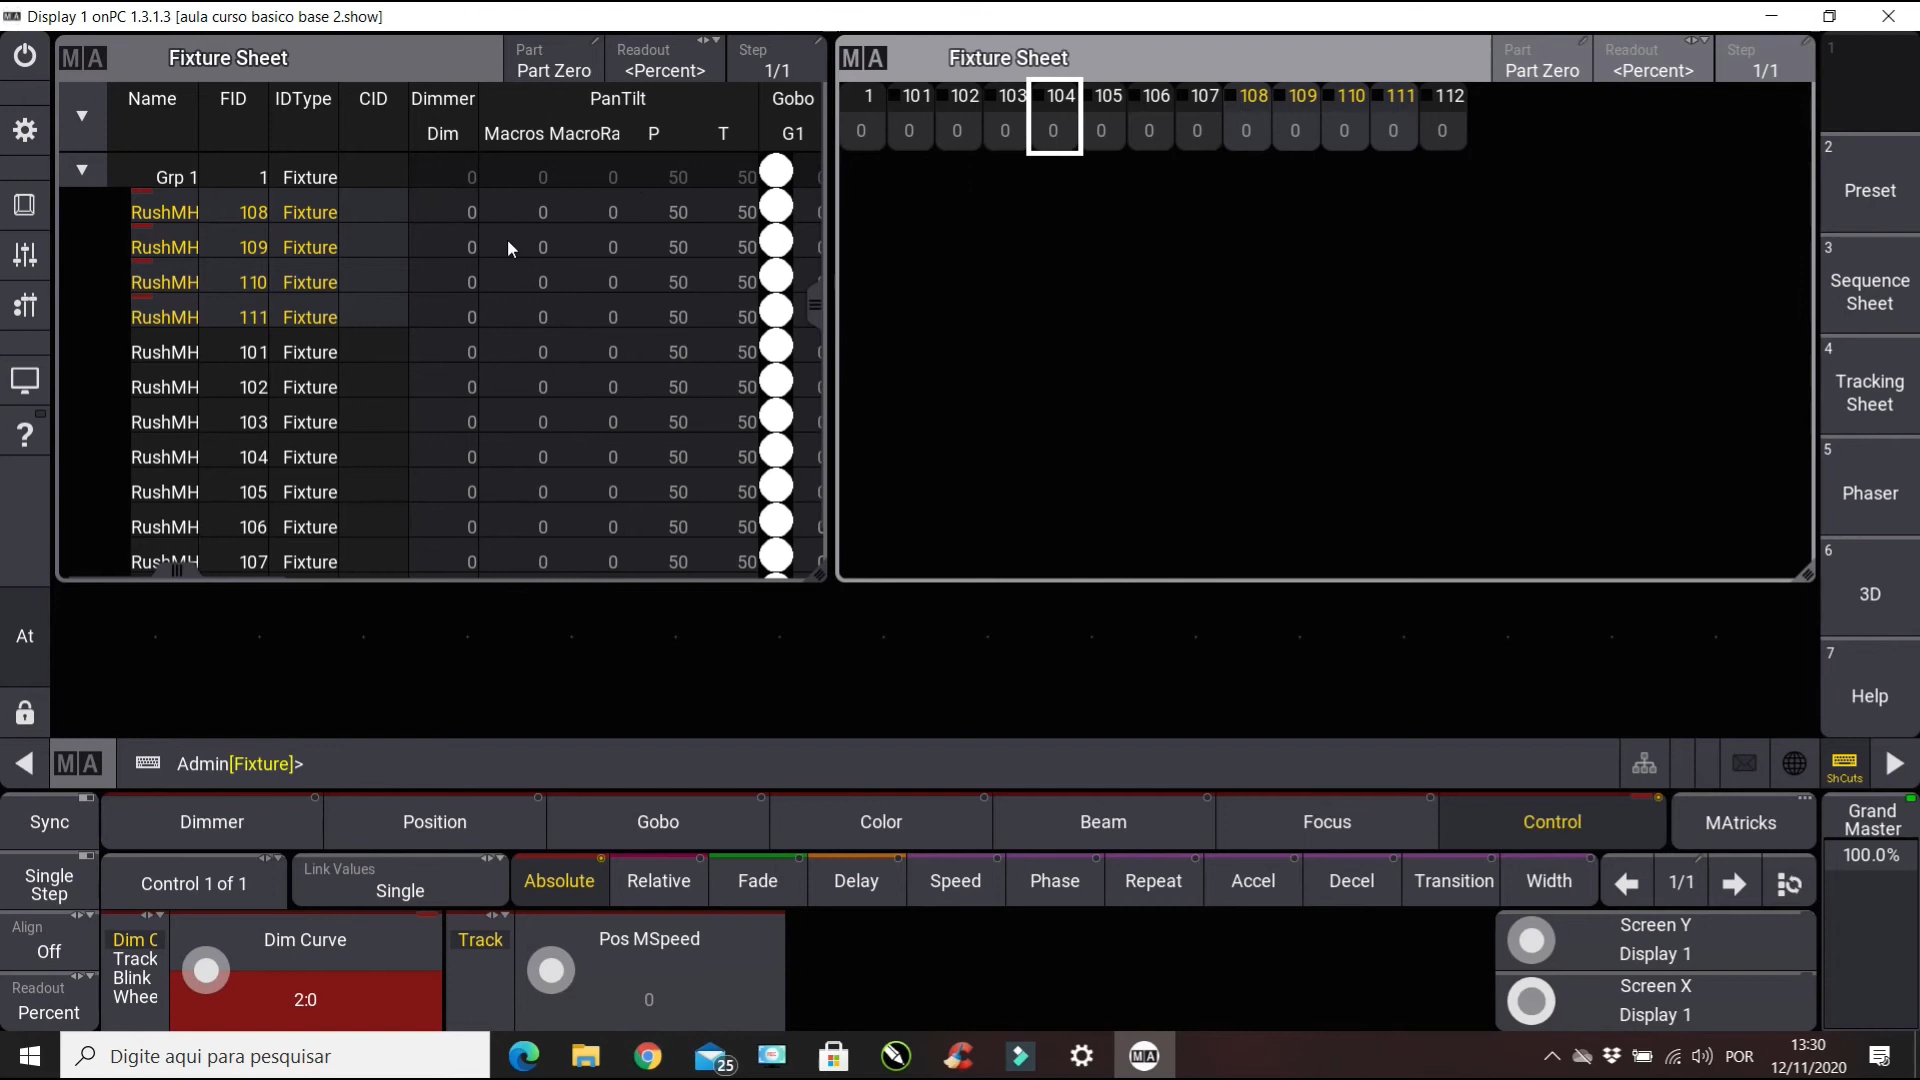 Display 1 onPC 1.3.1.3 [aula curso basico base 2.show]
MA Fixture Sheet Part Part Zero Readout <Percent> Step 1/1
MA Fixture Sheet Part Part Zero Readout <Percent> Step 1/1
Name FID IDType CID Dimmer PanTilt Gobo
Dim Macros MacroRa P T G1
Grp 1 1 Fixture 0 0 0 50 50
RushMH 108 Fixture 0 0 0 50 50
RushMH 109 Fixture 0 0 0 50 50
RushMH 110 Fixture 0 0 0 50 50
RushMH 111 Fixture 0 0 0 50 50
RushMH 101 Fixture 0 0 0 50 50
RushMH 102 Fixture 0 0 0 50 50
RushMH 103 Fixture 0 0 0 50 50
RushMH 104 Fixture 0 0 0 50 50
RushMH 105 Fixture 0 0 0 50 50
RushMH 106 Fixture 0 0 0 50 50
RushMH 107 Fixture 0 0 0 50 50
1 101 102 103 104 105 106 107 108 109 110 111 112
0 0 0 0 0 0 0 0 0 0 0 0 0
1
2
Preset
3
Sequence
Sheet
4
Tracking
Sheet
5
Phaser
6
3D
7
Help
?
At
MA Admin[Fixture]> ShCuts
Sync Dimmer Position Gobo Color Beam Focus Control MAtricks
Grand
Master
100.0%
Single
Step
Control 1 of 1
Link Values
Single
Absolute Relative Fade Delay Speed Phase Repeat Accel Decel Transition Width 1/1
Align
Off
Readout
Percent
Dim C
Track
Blink
Whee
Dim Curve
2:0
Track
Pos MSpeed
0
Screen Y
Display 1
Screen X
Display 1
Digite aqui para pesquisar
25
MA
POR
13:30
12/11/2020